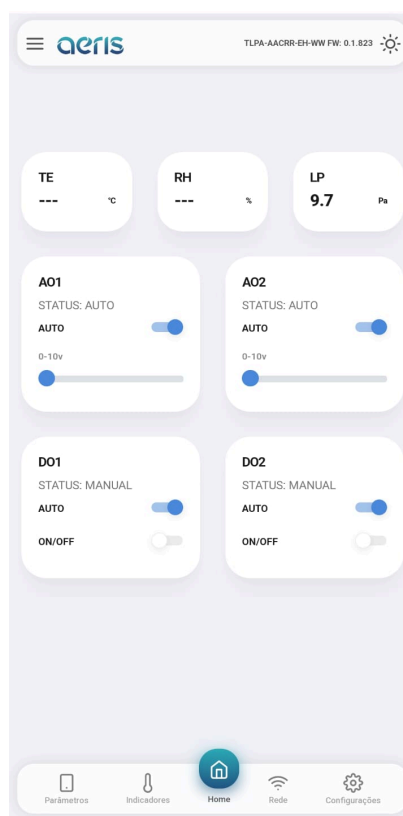 aeris
TLPA-AACRR-EH-WW FW: 0.1.823
TE
--- °C
RH
--- %
LP
9.7 Pa
AO1
STATUS: AUTO
AUTO
0-10v
AO2
STATUS: AUTO
AUTO
0-10v
DO1
STATUS: MANUAL
AUTO
ON/OFF
DO2
STATUS: MANUAL
AUTO
ON/OFF
Parâmetros
Indicadores
Home
Rede
Configurações